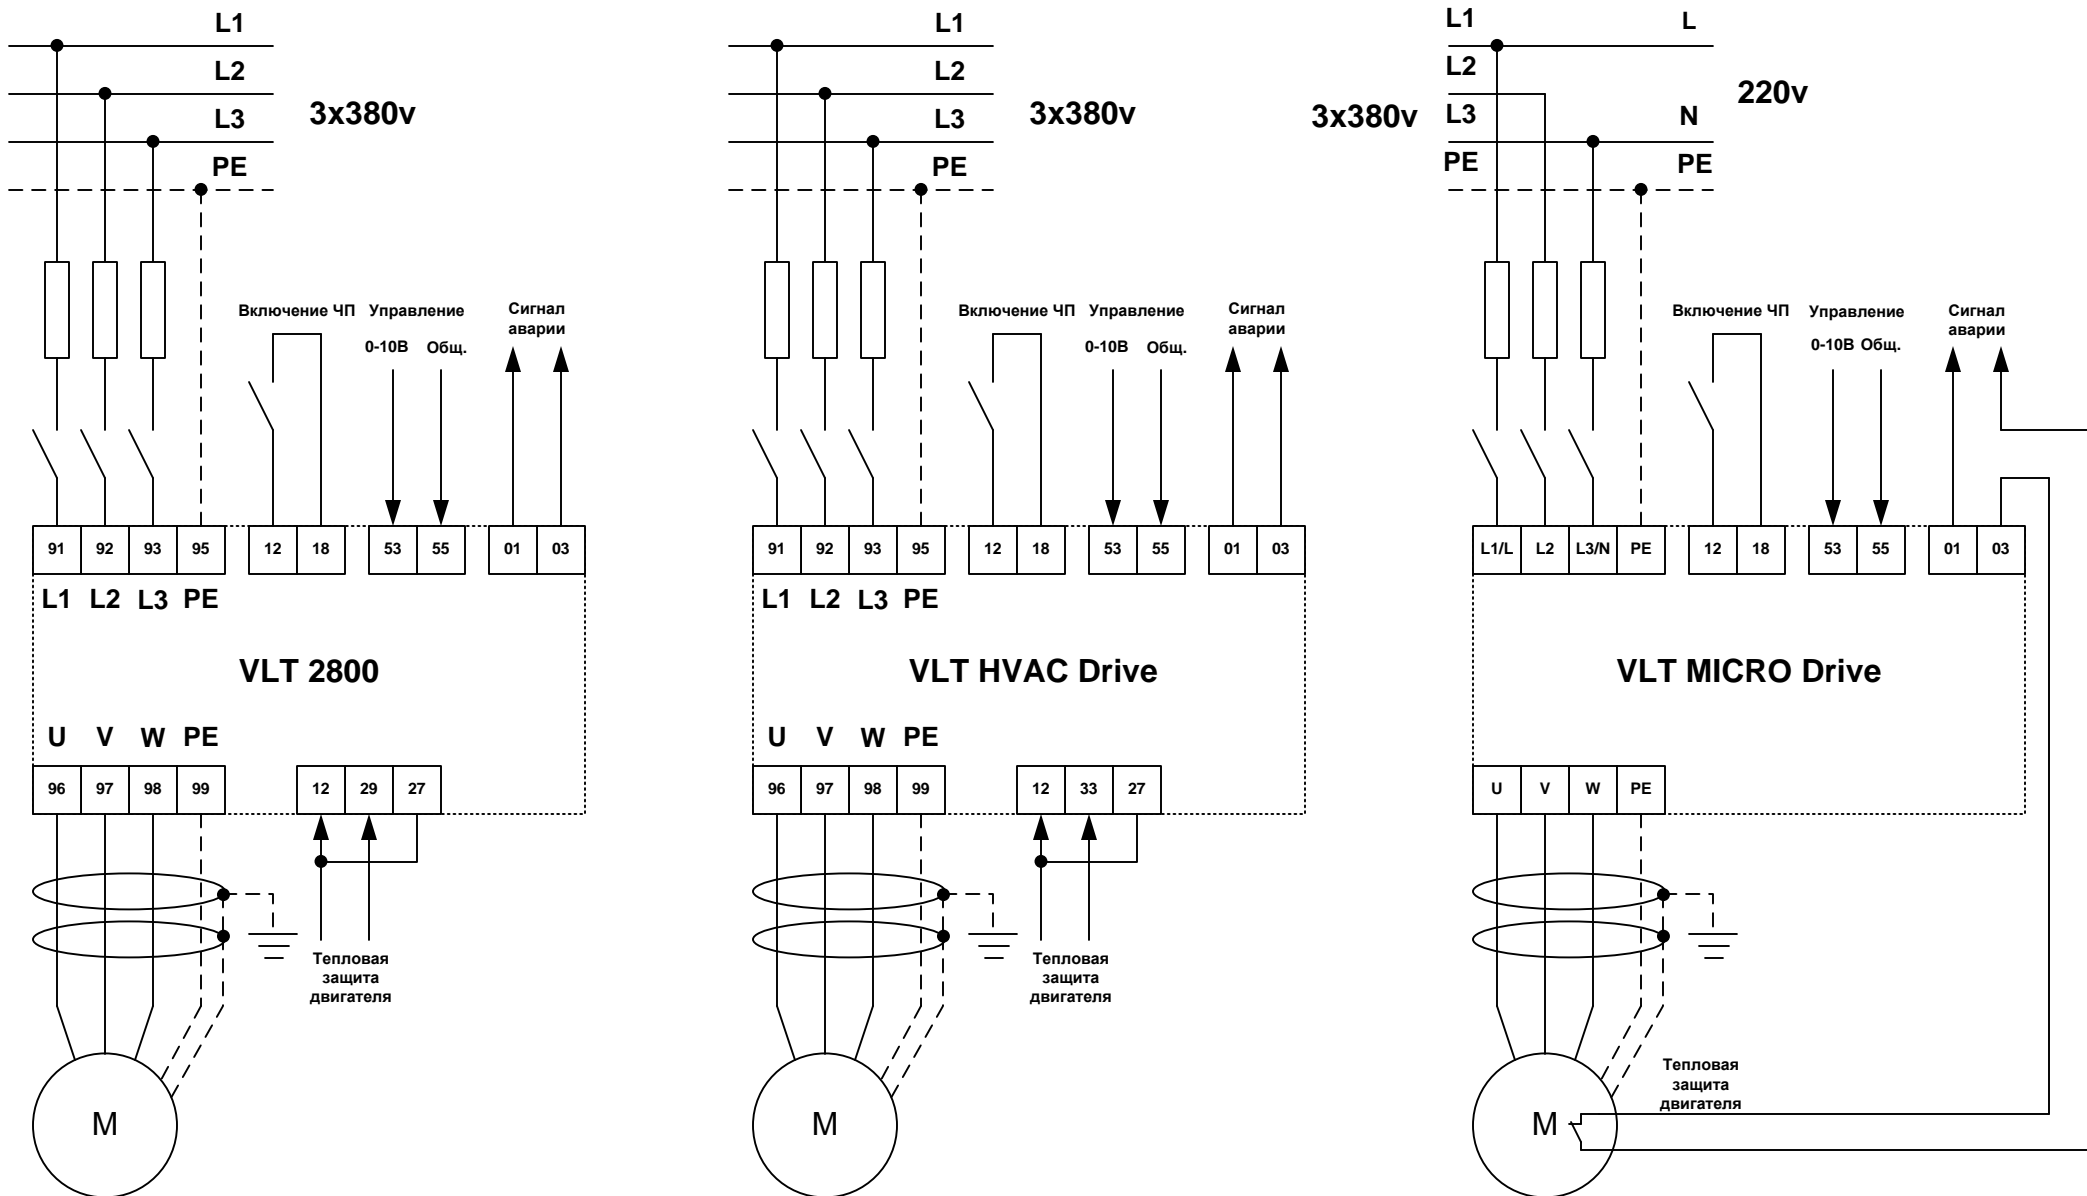 L1
L2
3x380v
L3
PE
Включение ЧП
Управление
0-10В Общ.
Сигнал
аварии
91 92 93 95
12 18
53 55
01 03
L1 L2 L3 PE
VLT 2800
U V W PE
96 97 98 99
12 29 27
Тепловая
защита
двигателя
M
L1
L2
3x380v
L3
PE
Включение ЧП
Управление
0-10В Общ.
Сигнал
аварии
91 92 93 95
12 18
53 55
01 03
L1 L2 L3 PE
VLT HVAC Drive
U V W PE
96 97 98 99
12 33 27
Тепловая
защита
двигателя
M
L1 L
L2
220v
3x380v
L3 N
PE PE
Включение ЧП
Управление
0-10В Общ.
Сигнал
аварии
L1/L L2 L3/N PE
12 18
53 55
01 03
VLT MICRO Drive
U V W PE
Тепловая
защита
двигателя
M